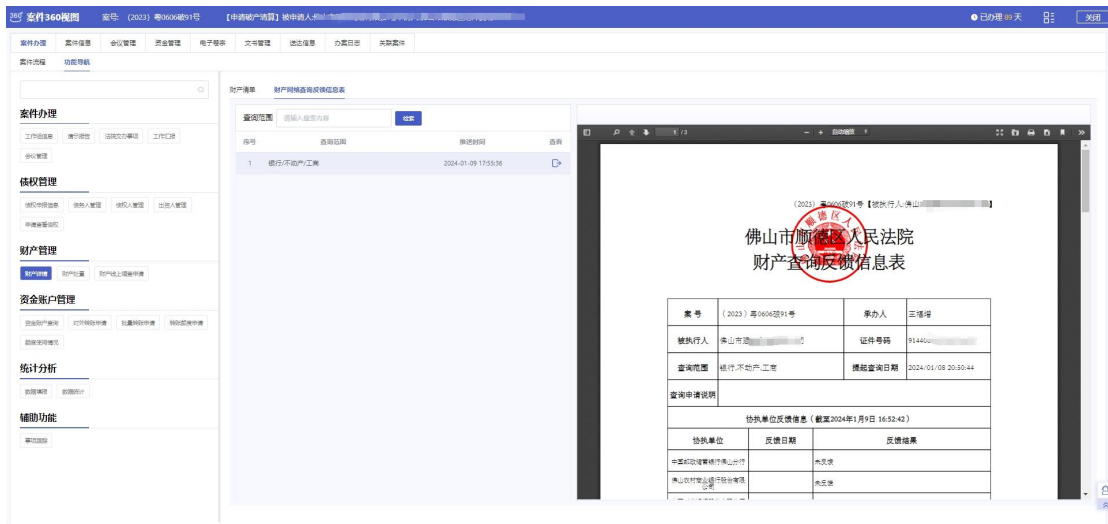 360° 案件360视图 案号: (2023) 粤0606破91号 【申请破产清算】被申请人: 已办理 89 天 关闭
案件办理 案件信息 会议管理 资金管理 电子卷宗 文书管理 送达信息 办案日志 关联案件
案件流程 功能导航
财产清单 财产网络查询反馈信息表
案件办理
工作组信息 请示报告 法院交办事项 工作汇报
会议管理
债权管理
债权申报信息 债务人管理 债权人管理 出资人管理
申请查看债权
财产管理
财产详情 财产处置 财产线上调查申请
资金账户管理
资金账户查询 对外转账申请 批量转账申请 转账额度申请
额度使用情况
统计分析
数据填报 数据统计
辅助功能
事项跟踪
查询范围 请输入查询内容 检索
序号 查询范围 推送时间 查看
1 银行/不动产/工商 2024-01-09 17:55:36
1 /3 自动缩放
(2023) 粤0606破91号【被执行人:佛山 】
佛山市顺德区人民法院
财产查询反馈信息表
案 号 (2023) 粤0606破91号 承办人 王福增
被执行人 佛山市 证件号码 91440
查询范围 银行,不动产,工商 提起查询日期 2024/01/08 20:50:44
查询申请说明
协执单位反馈信息 (截至2024年1月9日 16:52:42)
协执单位 反馈日期 反馈结果
中国邮政储蓄银行佛山分行 未反馈
佛山农村商业银行股份有限公司 未反馈